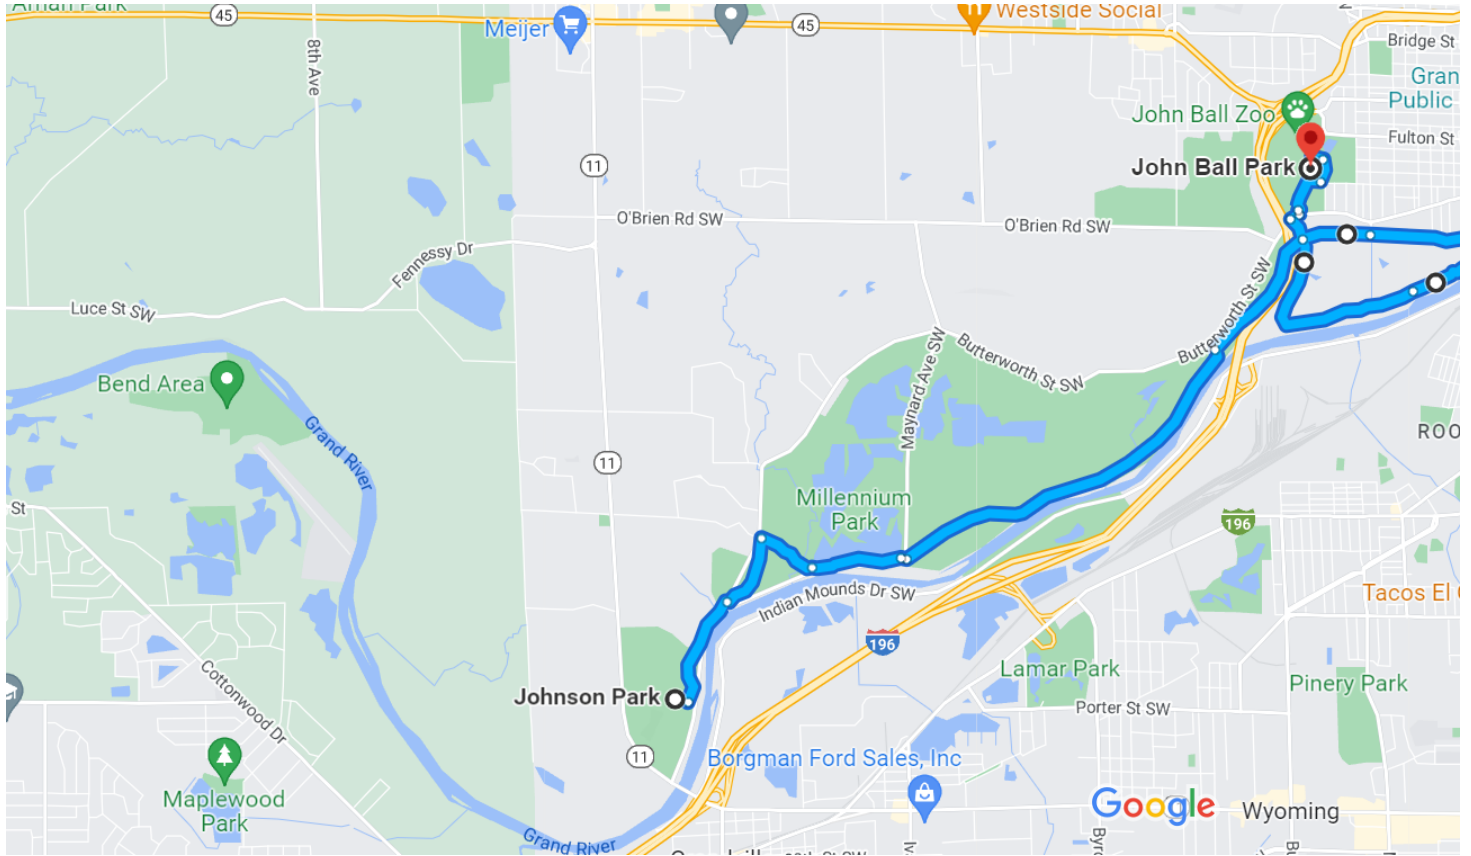 Aman Park
45
8th Ave
Meijer
45
Westside Social
Bridge St
Gran
Public
John Ball Zoo
Fulton St
John Ball Park
11
O'Brien Rd SW
O'Brien Rd SW
Fennessy Dr
Luce St SW
Butterworth St SW
Butterworth St SW
Maynard Ave SW
Bend Area
Grand River
11
ROO
St
Millennium
Park
196
Indian Mounds Dr SW
Tacos El
196
Lamar Park
Pinery Park
Johnson Park
Cottonwood Dr
Porter St SW
11
Borgman Ford Sales, Inc
Maplewood
Park
Google
Wyoming
Grand River